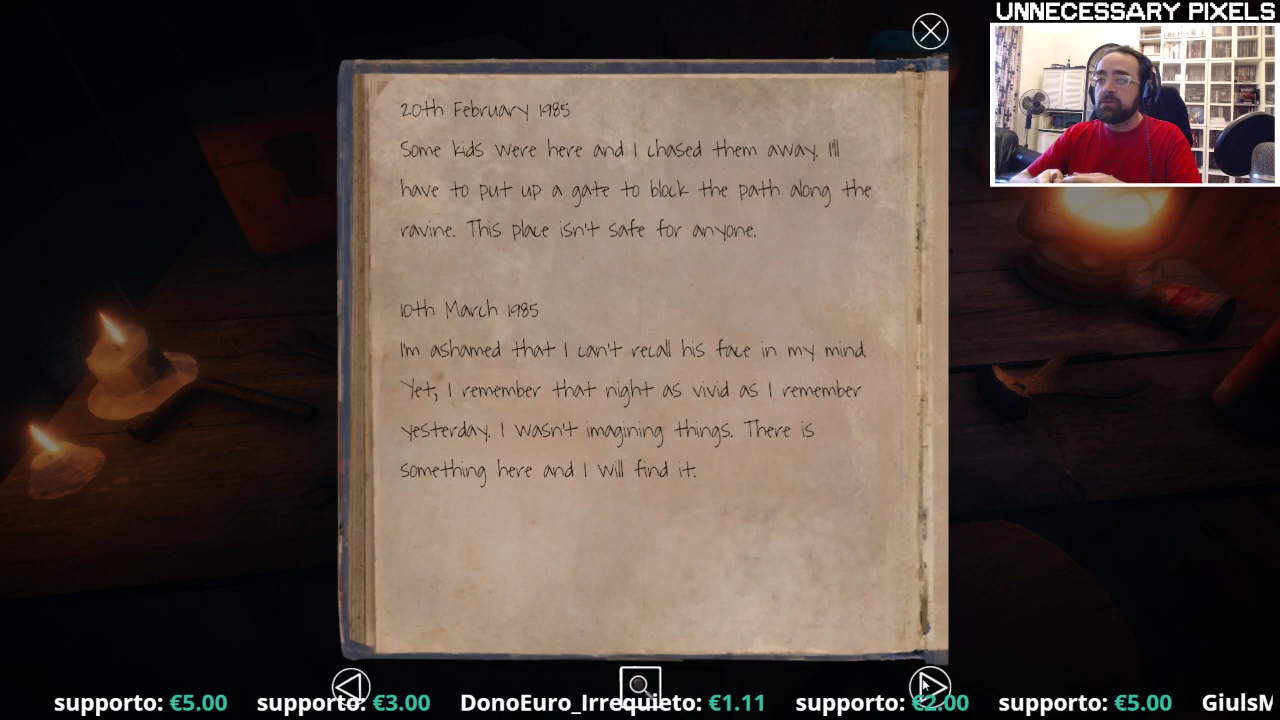 UNNECESSARY PIXELS
20th February 1985
Some kids were here and I chased them away. I'll
have to put up a gate to block the path along the
ravine. This place isn't safe for anyone.
10th March 1985
I'm ashamed that I can't recall his face in my mind.
Yet, I remember that night as vivid as I remember
yesterday. I wasn't imagining things. There is
something here and I will find it.
supporto: €5.00 supporto: €3.00 DonoEuro_Irrequieto: €1.11 supporto: €2.00 supporto: €5.00 GiulsM